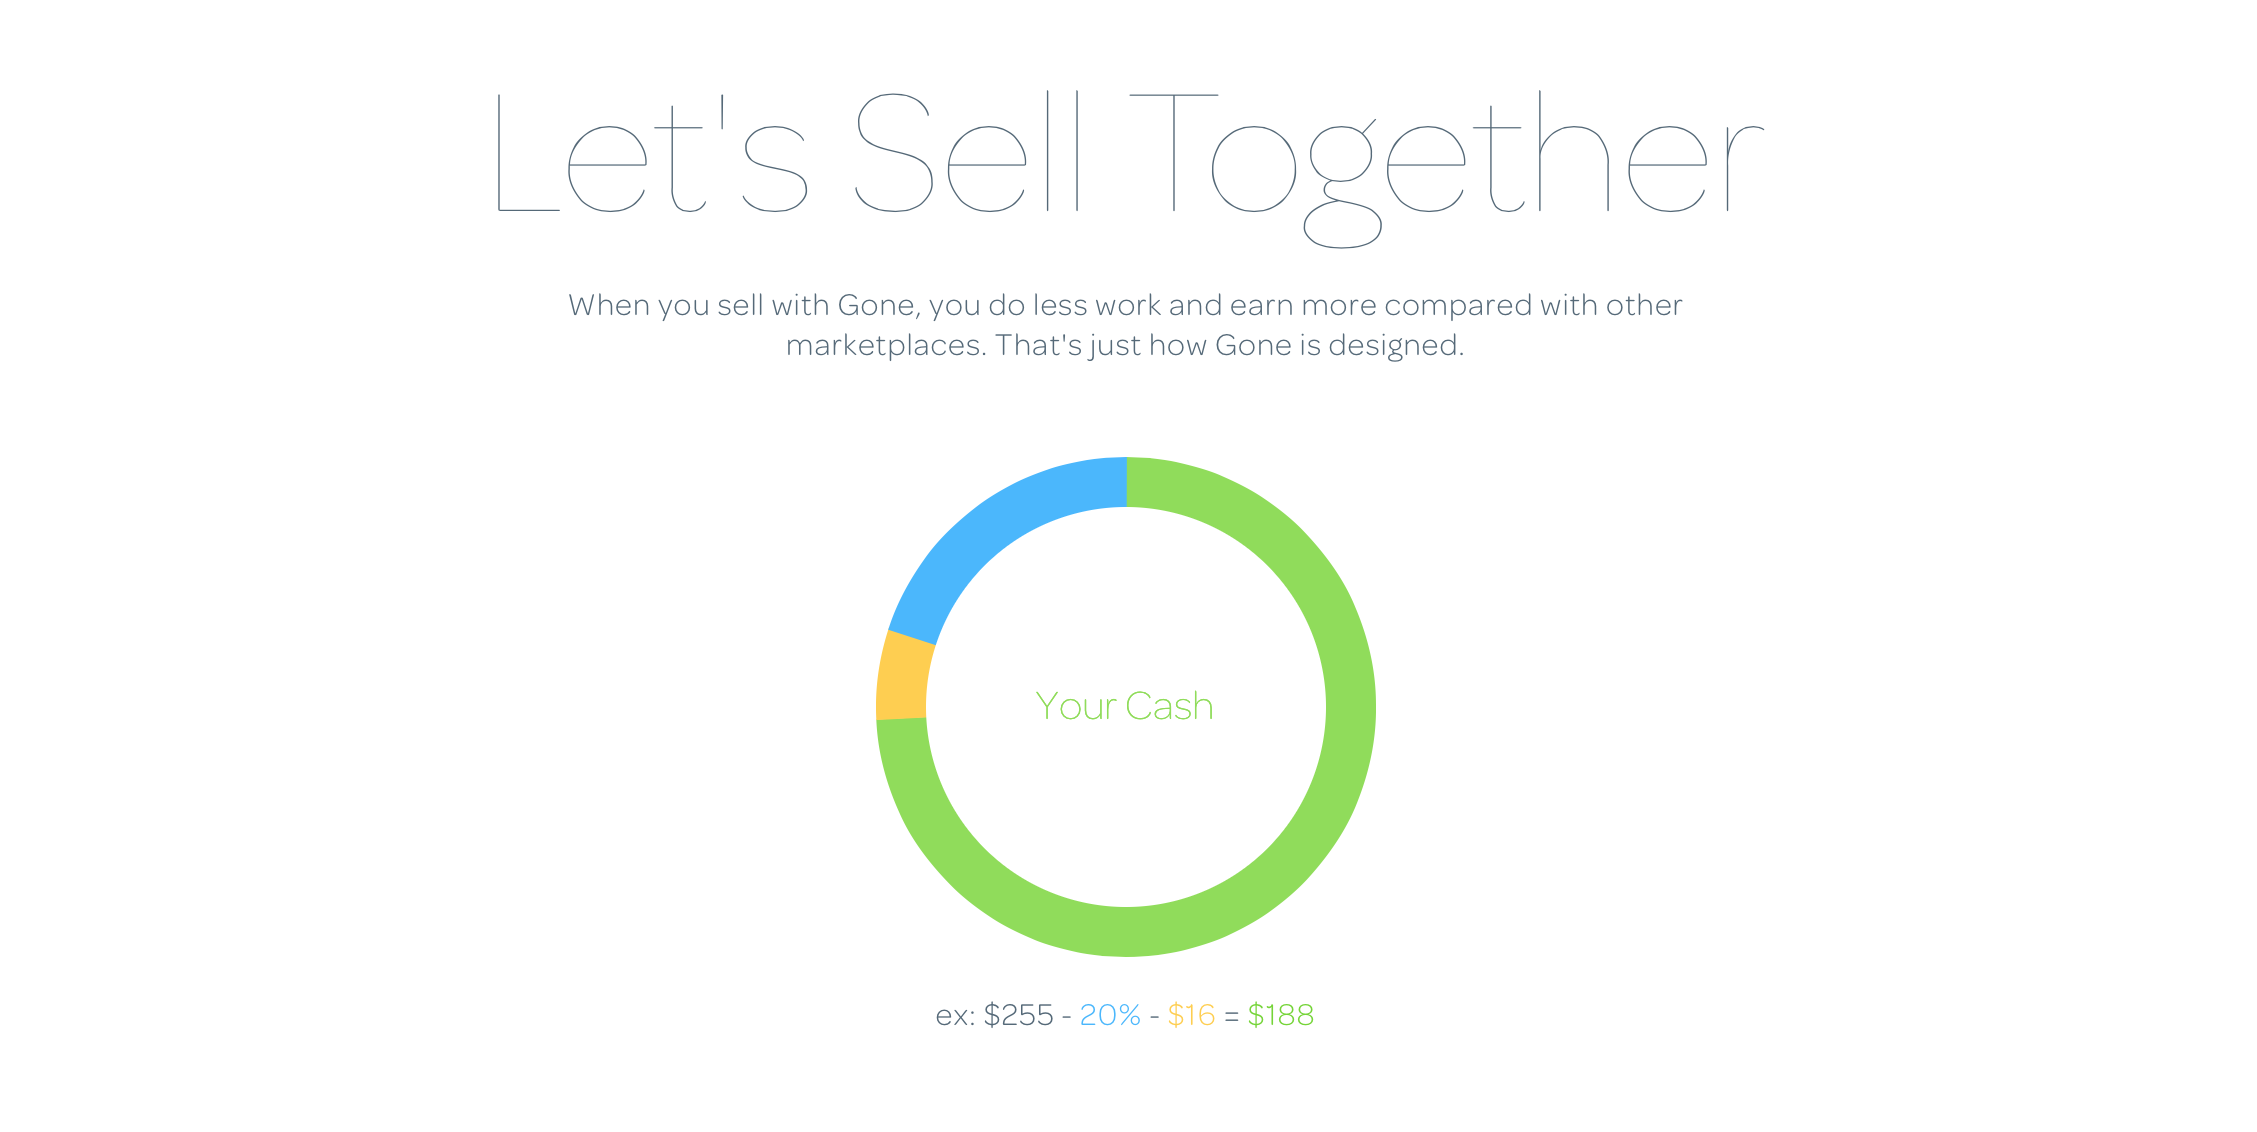 Let's Sell Together
When you sell with Gone, you do less work and earn more compared with other
marketplaces. That's just how Gone is designed.
Your Cash
ex: $255 - 20% - $16 = $188